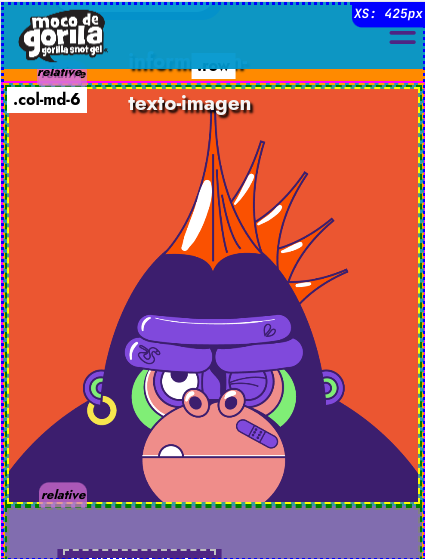 XS: 425px
moco de
gorila
gorilla snot gel
relative
.col-md-6
texto-imagen
relative